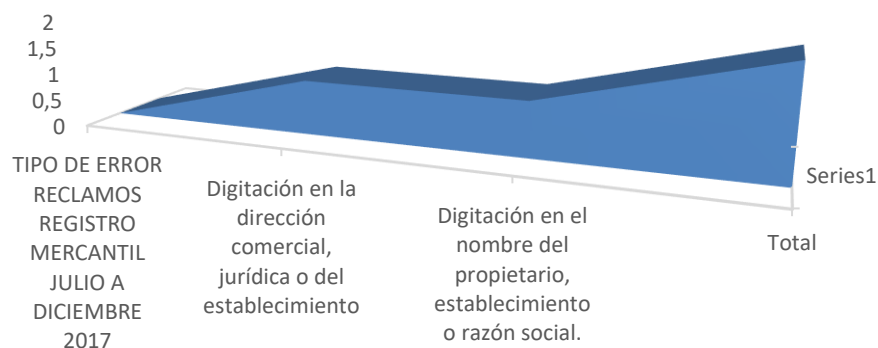 2
1,5
1
0,5
0
TIPO DE ERROR
RECLAMOS
REGISTRO
MERCANTIL
JULIO A
DICIEMBRE
2017
Digitación en la
dirección
comercial,
jurídica o del
establecimiento
Digitación en el
nombre del
propietario,
establecimiento
o razón social.
Total
Series1